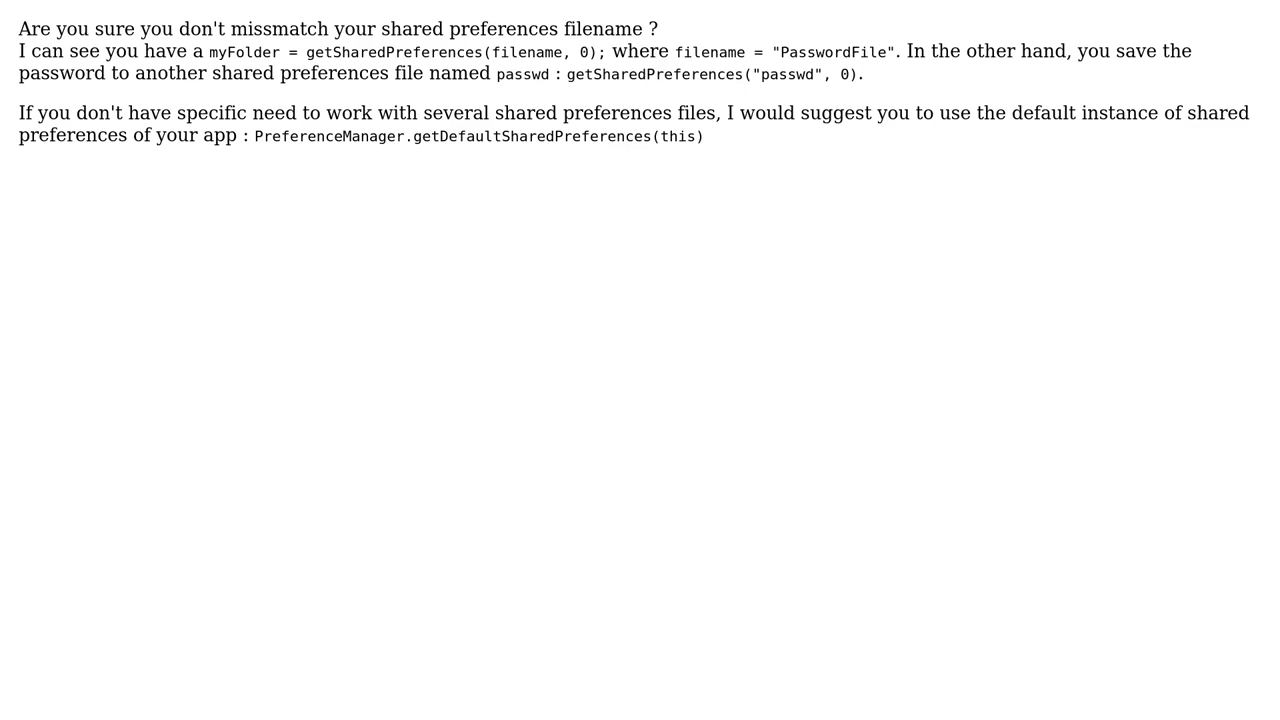 Are you sure you don't missmatch your shared preferences filename ?
I can see you have a myFolder = getSharedPreferences(filename, 0); where filename = "PasswordFile". In the other hand, you save the
password to another shared preferences file named passwd : getSharedPreferences("passwd", 0).
If you don't have specific need to work with several shared preferences files, I would suggest you to use the default instance of shared
preferences of your app : PreferenceManager.getDefaultSharedPreferences(this)